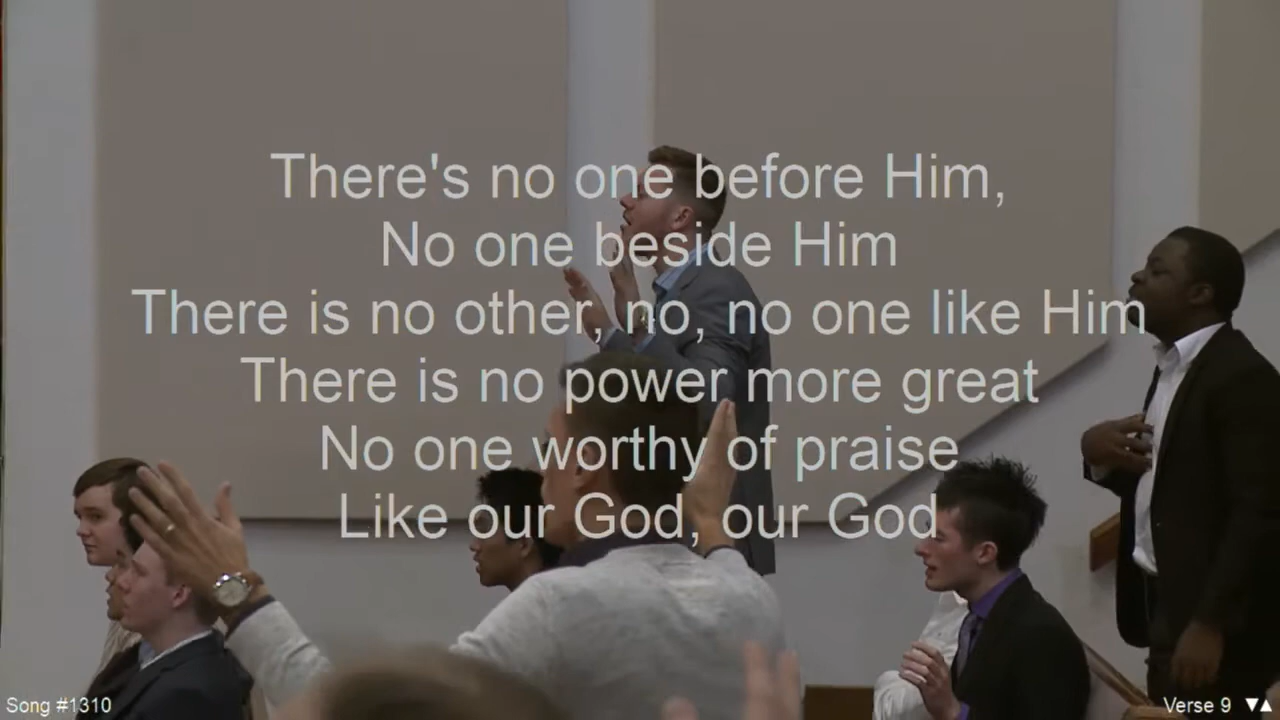 There's no one before Him,
No one beside Him
There is no other, no, no one like Him
There is no power more great
No one worthy of praise
Like our God, our God
Song #1310
Verse 9 ▼▲